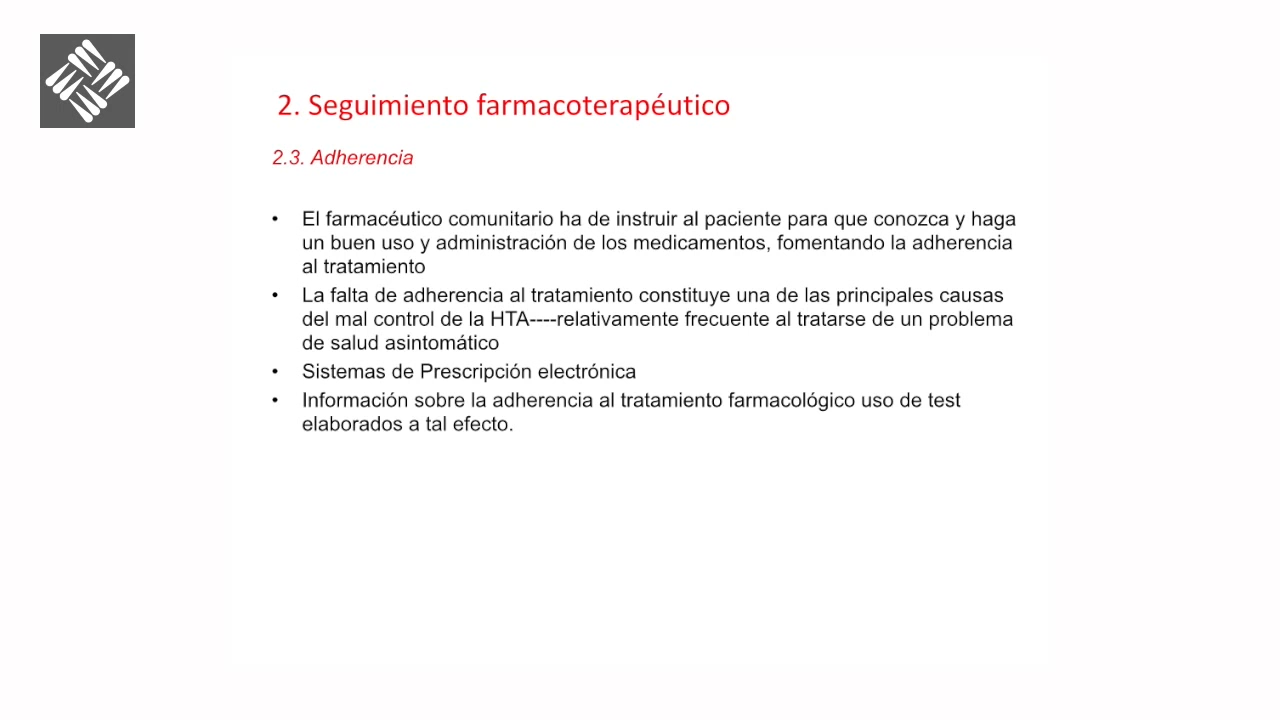 2. Seguimiento farmacoterapéutico
2.3. Adherencia
• El farmacéutico comunitario ha de instruir al paciente para que conozca y haga
un buen uso y administración de los medicamentos, fomentando la adherencia
al tratamiento
• La falta de adherencia al tratamiento constituye una de las principales causas
del mal control de la HTA----relativamente frecuente al tratarse de un problema
de salud asintomático
• Sistemas de Prescripción electrónica
• Información sobre la adherencia al tratamiento farmacológico uso de test
elaborados a tal efecto.